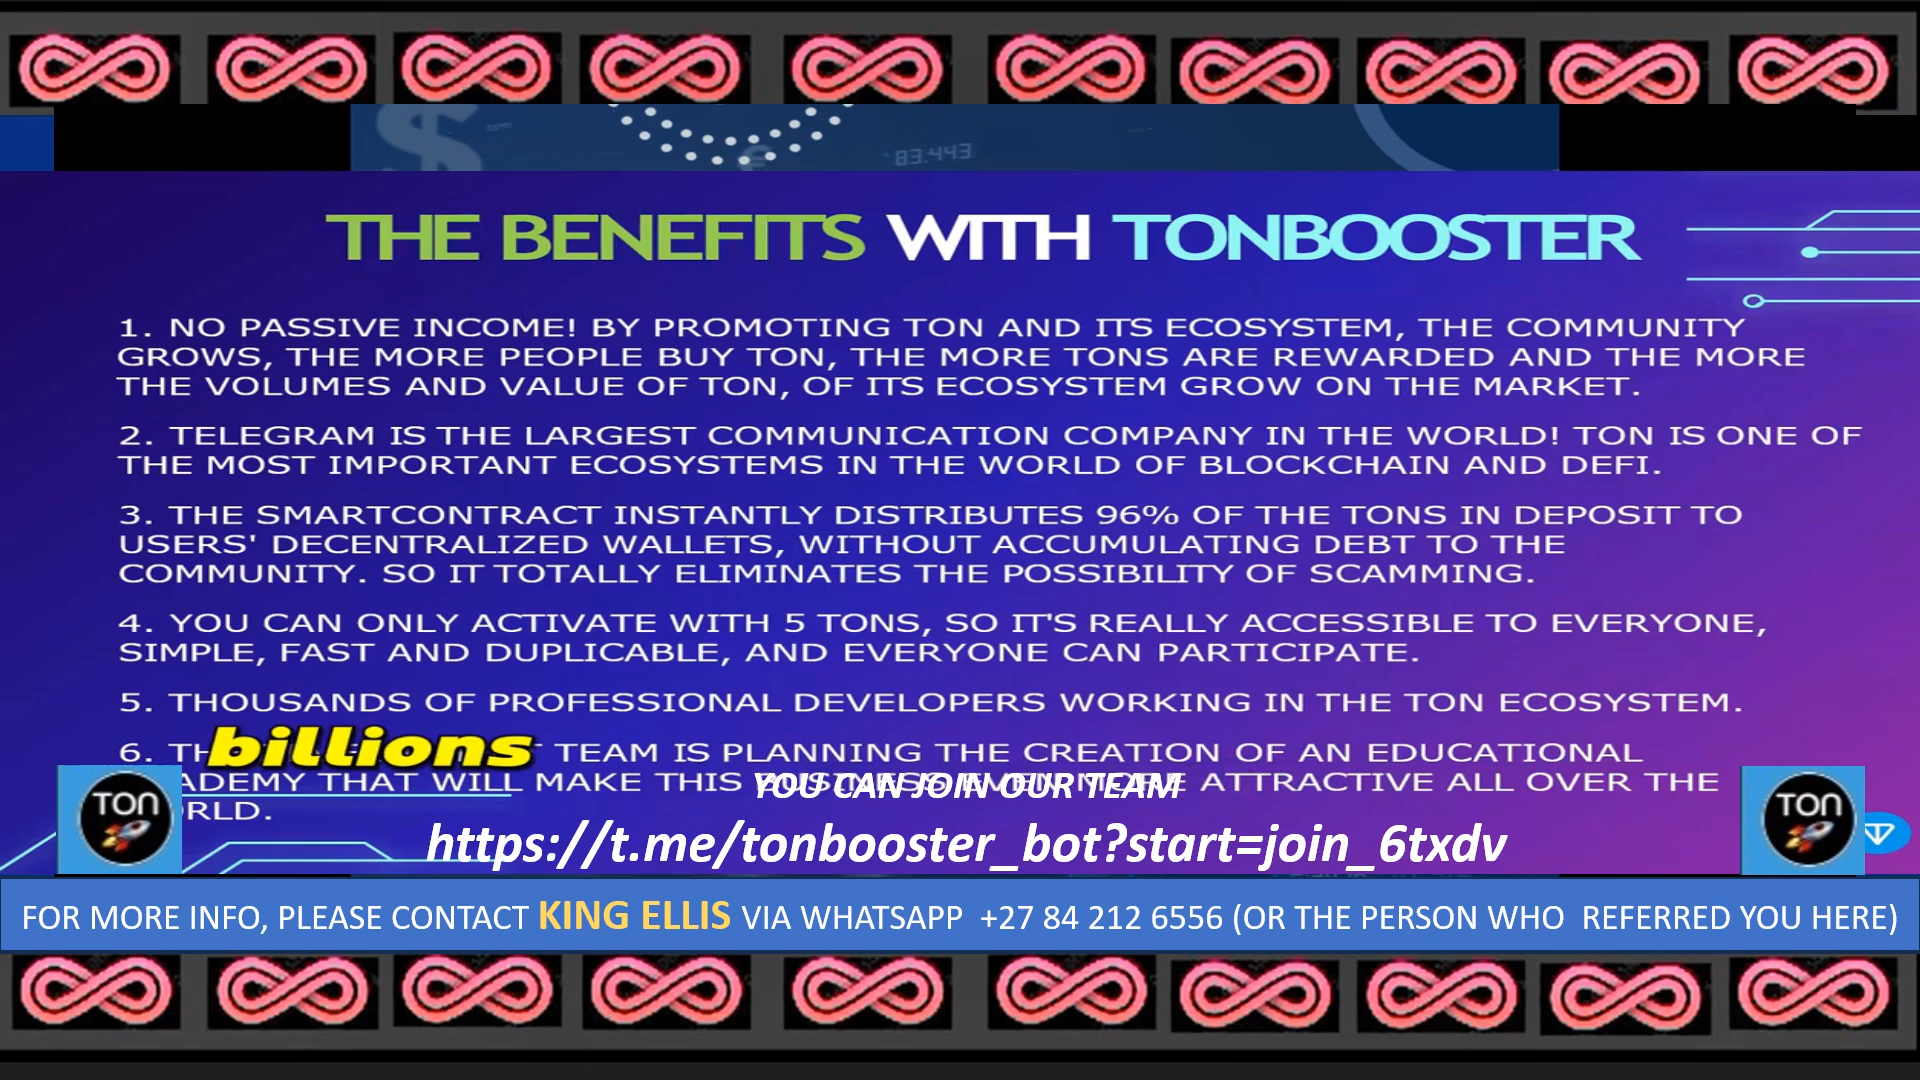 83.443
THE BENEFITS WITH TONBOOSTER
1. NO PASSIVE INCOME! BY PROMOTING TON AND ITS ECOSYSTEM, THE COMMUNITY
GROWS, THE MORE PEOPLE BUY TON, THE MORE TONS ARE REWARDED AND THE MORE
THE VOLUMES AND VALUE OF TON, OF ITS ECOSYSTEM GROW ON THE MARKET.
2. TELEGRAM IS THE LARGEST COMMUNICATION COMPANY IN THE WORLD! TON IS ONE OF
THE MOST IMPORTANT ECOSYSTEMS IN THE WORLD OF BLOCKCHAIN AND DEFI.
3. THE SMARTCONTRACT INSTANTLY DISTRIBUTES 96% OF THE TONS IN DEPOSIT TO
USERS' DECENTRALIZED WALLETS, WITHOUT ACCUMULATING DEBT TO THE
COMMUNITY. SO IT TOTALLY ELIMINATES THE POSSIBILITY OF SCAMMING.
4. YOU CAN ONLY ACTIVATE WITH 5 TONS, SO IT'S REALLY ACCESSIBLE TO EVERYONE,
SIMPLE, FAST AND DUPLICABLE, AND EVERYONE CAN PARTICIPATE.
5. THOUSANDS OF PROFESSIONAL DEVELOPERS WORKING IN THE TON ECOSYSTEM.
billions
6. TEAM IS PLANNING THE CREATION OF AN EDUCATIONAL
ADEMY THAT WILL MAKE THIS BUSINESS EVEN MORE ATTRACTIVE ALL OVER THE
RLD.
YOU CAN JOIN OUR TEAM
TON
TON
https://t.me/tonbooster_bot?start=join_6txdv
FOR MORE INFO, PLEASE CONTACT KING ELLIS VIA WHATSAPP +27 84 212 6556 (OR THE PERSON WHO REFERRED YOU HERE)